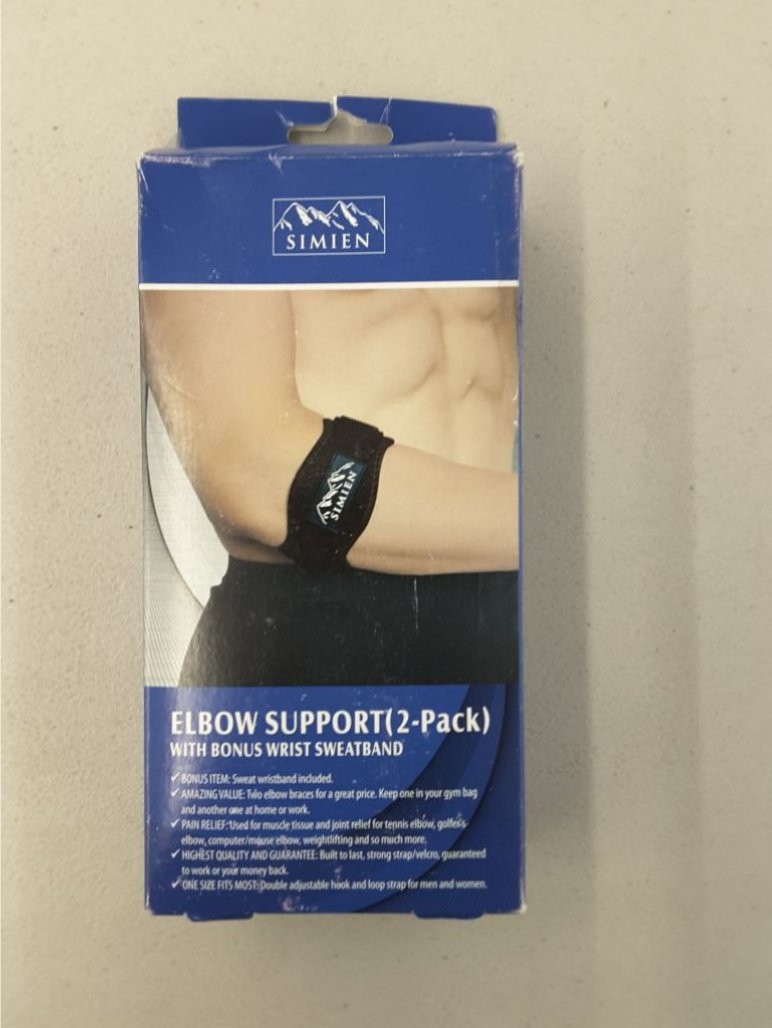 SIMIEN
SIMIEN
ELBOW SUPPORT(2-Pack)
WITH BONUS WRIST SWEATBAND
✓ BONUS ITEM: Sweat wristband included.
✓ AMAZING VALUE: Two elbow braces for a great price. Keep one in your gym bag
and another one at home or work.
✓ PAIN RELIEF: Used for muscle tissue and joint relief for tennis elbow, golfer's
elbow, computer/mouse elbow, weightlifting and so much more.
✓ HIGHEST QUALITY AND GUARANTEE: Built to last, strong strap/velcro, guaranteed
to work or your money back.
✓ ONE SIZE FITS MOST: Double adjustable hook and loop strap for men and women.